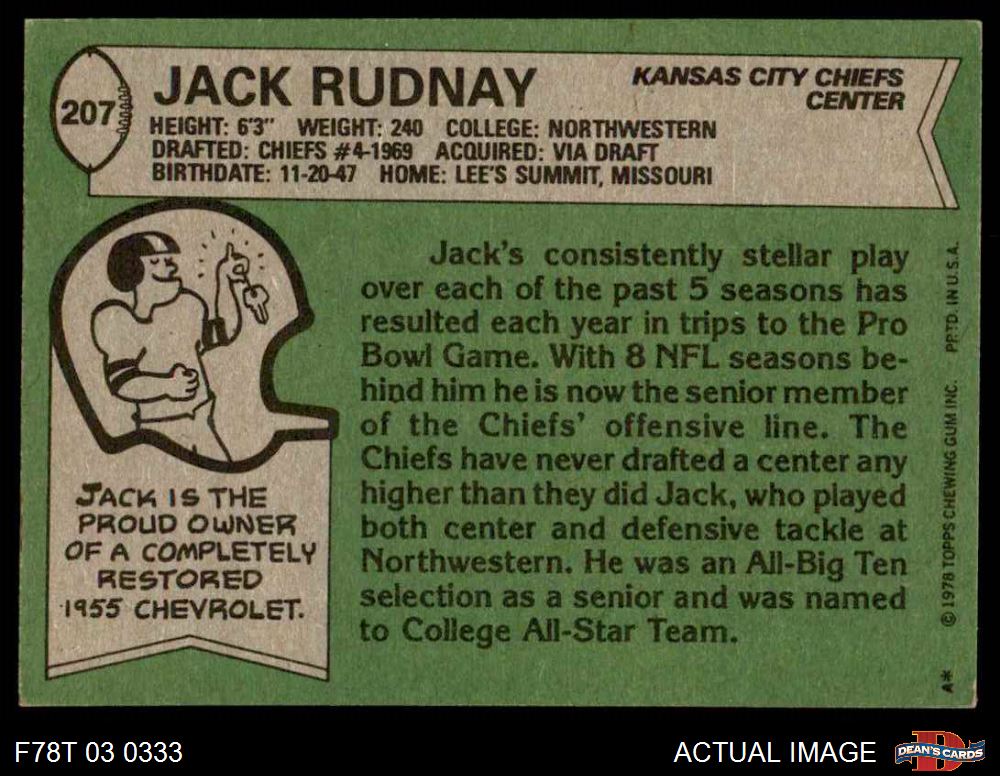 207
JACK RUDNAY
KANSAS CITY CHIEFS
CENTER
HEIGHT: 6'3" WEIGHT: 240 COLLEGE: NORTHWESTERN
DRAFTED: CHIEFS #4-1969 ACQUIRED: VIA DRAFT
BIRTHDATE: 11-20-47 HOME: LEE'S SUMMIT, MISSOURI
JACK IS THE
PROUD OWNER
OF A COMPLETELY
RESTORED
1955 CHEVROLET.
Jack's consistently stellar play
over each of the past 5 seasons has
resulted each year in trips to the Pro
Bowl Game. With 8 NFL seasons be-
hind him he is now the senior member
of the Chiefs' offensive line. The
Chiefs have never drafted a center any
higher than they did Jack, who played
both center and defensive tackle at
Northwestern. He was an All-Big Ten
selection as a senior and was named
to College All-Star Team.
A* © 1978 TOPPS CHEWING GUM INC. PRTD. IN U.S.A.
F78T 03 0333
ACTUAL IMAGE
DEAN'S CARDS